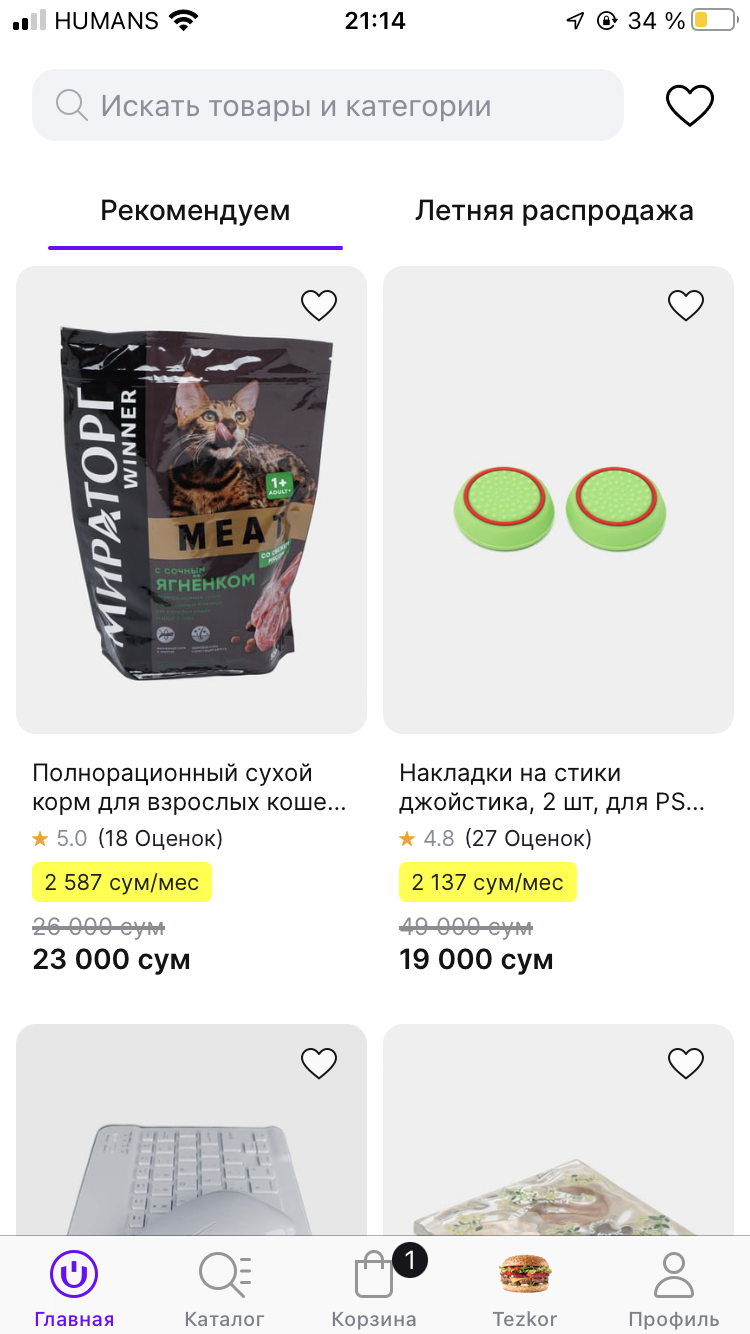 HUMANS 21:14 34 %
Искать товары и категории
Рекомендуем Летняя распродажа
МИРАТОРГ
WINNER
1+
ADULT
MEAT
СО СВЕЖИМ
МЯСОМ
С СОЧНЫМ
ЯГНЁНКОМ
Полнорационный сухой
корм для взрослых коше...
5.0 (18 Оценок)
2 587 сум/мес
26 000 сум
23 000 сум
Накладки на стики
джойстика, 2 шт, для PS...
4.8 (27 Оценок)
2 137 сум/мес
49 000 сум
19 000 сум
1
Главная Каталог Корзина Tezkor Профиль